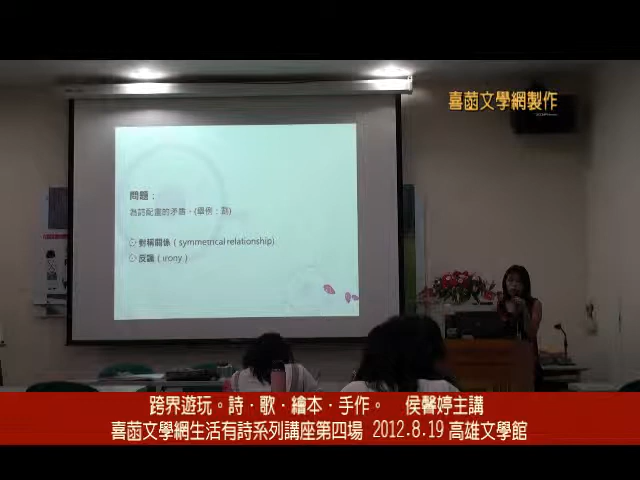 喜菡文學網製作
問題：
為詩配畫的矛盾。(舉例：割)
對稱關係（symmetrical relationship）
反諷（irony）
跨界遊玩。詩．歌．繪本．手作。 侯馨婷主講
喜菡文學網生活有詩系列講座第四場 2012.8.19 高雄文學館